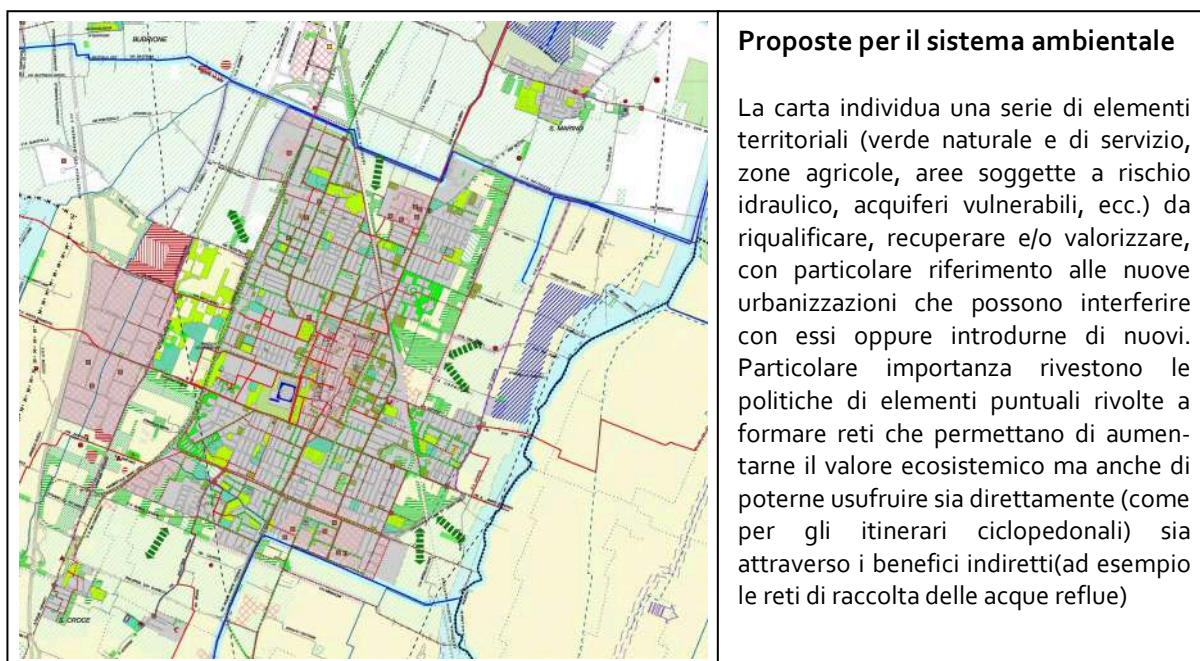 Proposte per il sistema ambientale
La carta individua una serie di elementi
territoriali (verde naturale e di servizio,
zone agricole, aree soggette a rischio
idraulico, acquiferi vulnerabili, ecc.) da
riqualificare, recuperare e/o valorizzare,
con particolare riferimento alle nuove
urbanizzazioni che possono interferire
con essi oppure introdurne di nuovi.
Particolare importanza rivestono le
politiche di elementi puntuali rivolte a
formare reti che permettano di aumen-
tarne il valore ecosistemico ma anche di
poterne usufruire sia direttamente (come
per gli itinerari ciclopedonali) sia
attraverso i benefici indiretti(ad esempio
le reti di raccolta delle acque reflue)
BUDRIONE
S. MARINO
S. CROCE